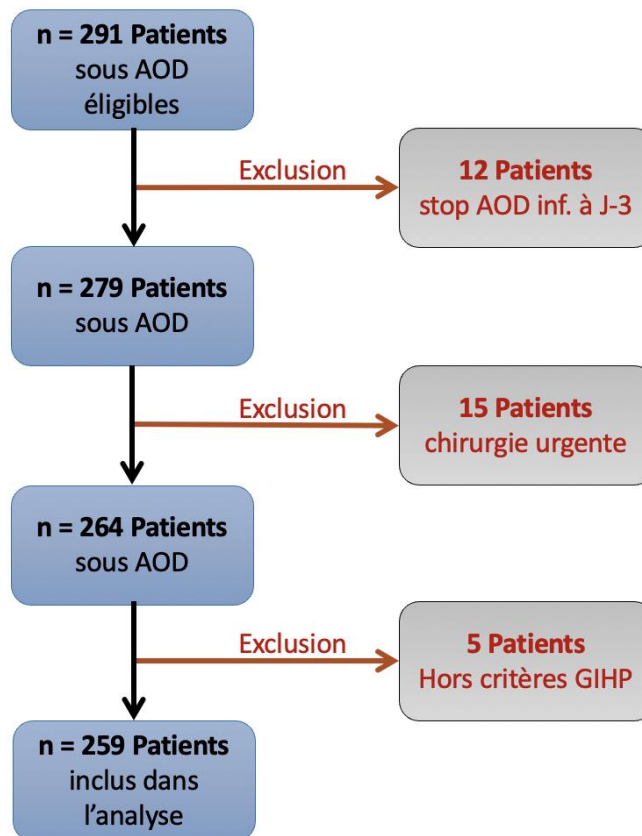 n = 291 Patients
sous AOD
éligibles
Exclusion
12 Patients
stop AOD inf. à J-3
n = 279 Patients
sous AOD
Exclusion
15 Patients
chirurgie urgente
n = 264 Patients
sous AOD
Exclusion
5 Patients
Hors critères GIHP
n = 259 Patients
inclus dans
l’analyse